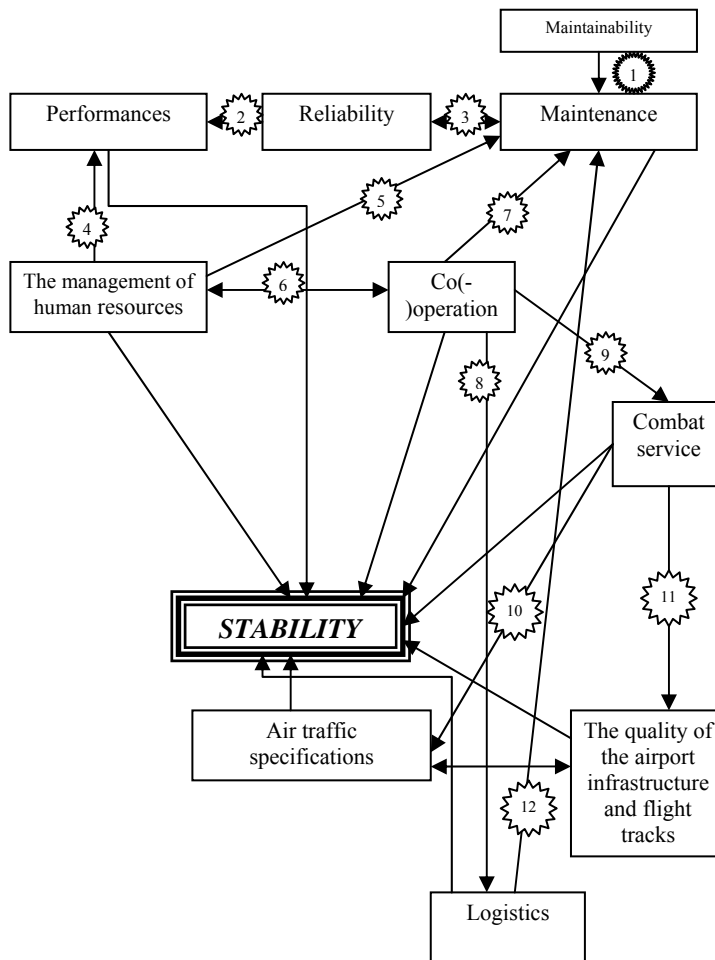 Maintainability
1
Performances
2
Reliability
3
Maintenance
4
5
7
The management of
human resources
6
Co(-
)operation
9
8
Combat
service
10
11
STABILITY
Air traffic
specifications
The quality of
the airport
infrastructure
and flight
tracks
12
Logistics